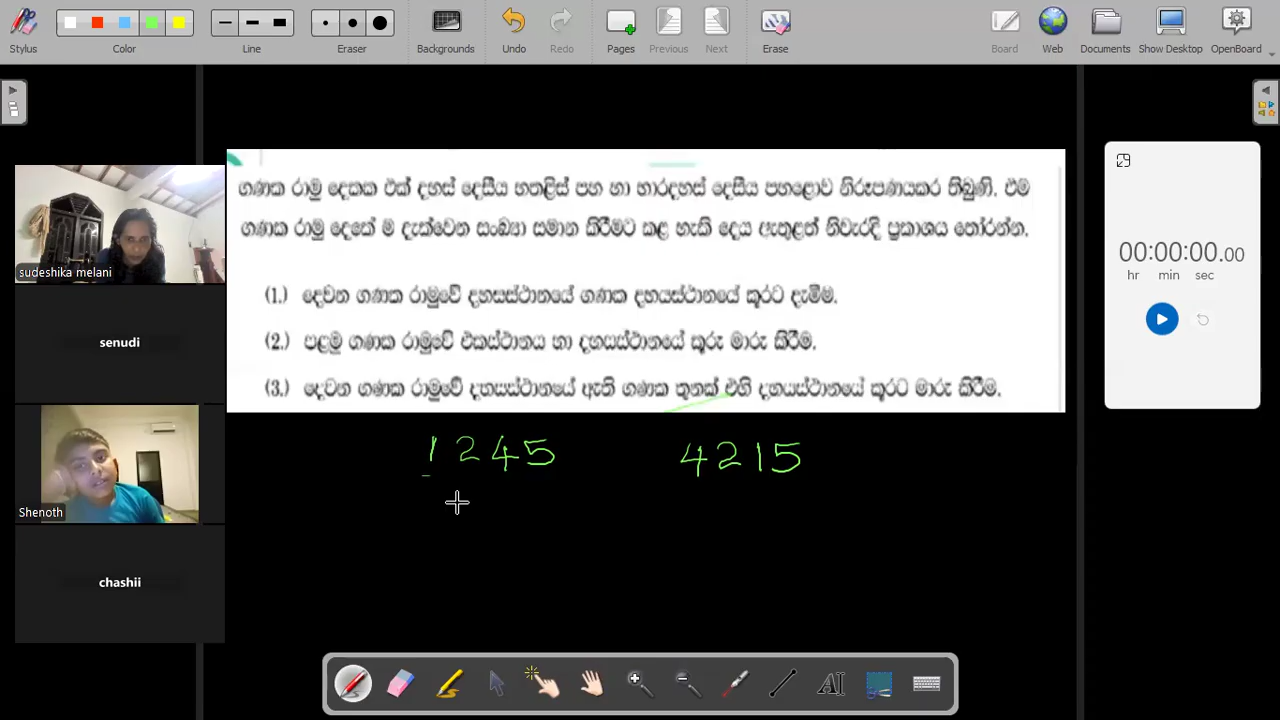 Stylus
Color
Line
Eraser
Backgrounds
Undo
Redo
Pages
Previous
Next
Erase
Board
Web
Documents
Show Desktop
OpenBoard
ගණක රාමු දෙකක එක් දහස් දෙසීය හතළිස් පහ හා හාරදහස් දෙසීය පහළොව නිරූපණයකර තිබුණි. එම
ගණක රාමු දෙකේ ම දැක්වෙන සංඛ්‍යා සමාන කිරීමට කළ හැකි දෙය ඇතුළත් නිවැරදි ප්‍රකාශය තෝරන්න.
(1.) දෙවන ගණක රාමුවේ දහසස්ථානයේ ගණක දහයස්ථානයේ කූරට දැමීම.
(2.) පළමු ගණක රාමුවේ එකස්ථානය හා දහයස්ථානයේ කූරු මාරු කිරීම.
(3.) දෙවන ගණක රාමුවේ දහසස්ථානයේ ඇති ගණක තුනක් එහි දහයස්ථානයේ කූරට මාරු කිරීම.
1245 4215
sudeshika melani
senudi
Shenoth
chashii
00:00:00.00
hr min sec